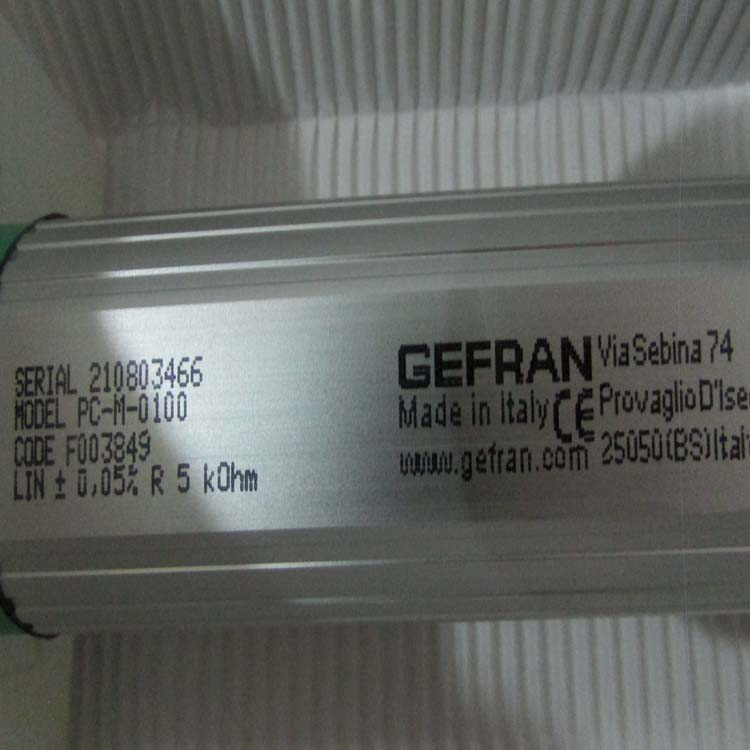 SERIAL 210803466
MODEL PC-M-0100
CODE F003849
LIN ± 0,05% R 5 kOhm
GEFRAN Via Sebina 74
Made in Italy CE Provaglio D'Ise
www.gefran.com 25050(BS)Ital